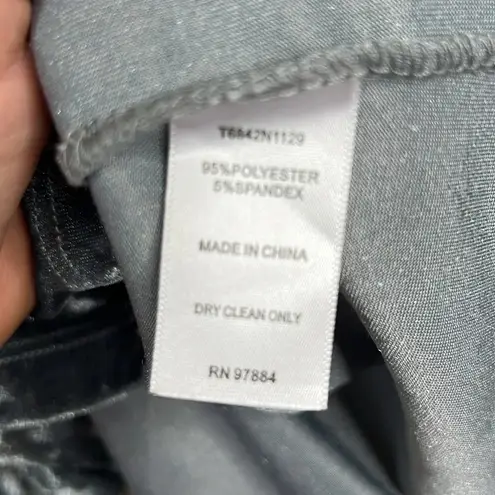 T6842N1129
95%POLYESTER
5%SPANDEX
MADE IN CHINA
DRY CLEAN ONLY
RN 97884